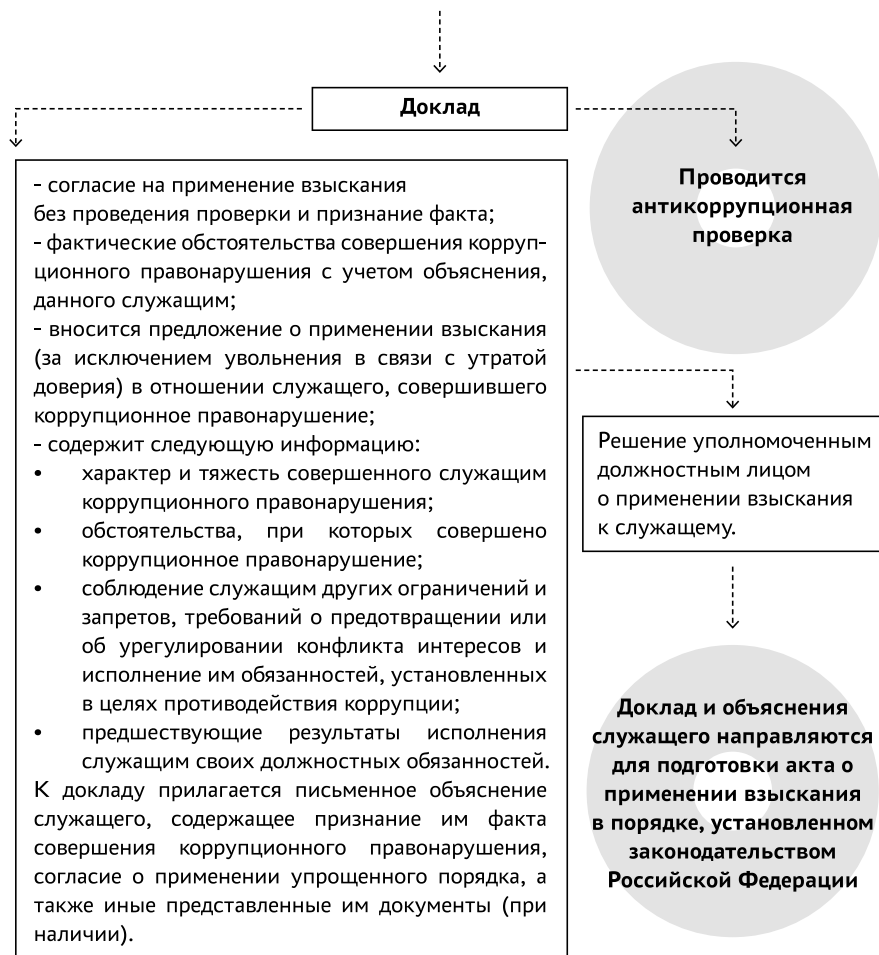 Доклад
- согласие на применение взыскания
без проведения проверки и признание факта;
- фактические обстоятельства совершения корруп-
ционного правонарушения с учетом объяснения,
данного служащим;
- вносится предложение о применении взыскания
(за исключением увольнения в связи с утратой
доверия) в отношении служащего, совершившего
коррупционное правонарушение;
- содержит следующую информацию:
• характер и тяжесть совершенного служащим
коррупционного правонарушения;
• обстоятельства, при которых совершено
коррупционное правонарушение;
• соблюдение служащим других ограничений и
запретов, требований о предотвращении или
об урегулировании конфликта интересов и
исполнение им обязанностей, установленных
в целях противодействия коррупции;
• предшествующие результаты исполнения
служащим своих должностных обязанностей.
К докладу прилагается письменное объяснение
служащего, содержащее признание им факта
совершения коррупционного правонарушения,
согласие о применении упрощенного порядка, а
также иные представленные им документы (при
наличии).
Проводится
антикоррупционная
проверка
Решение уполномоченным
должностным лицом
о применении взыскания
к служащему.
Доклад и объяснения
служащего направляются
для подготовки акта о
применении взыскания
в порядке, установленном
законодательством
Российской Федерации